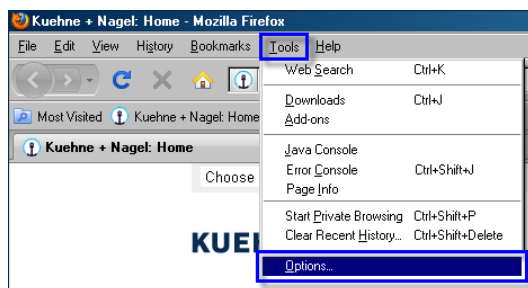 Kuehne + Nagel: Home - Mozilla Firefox
File Edit View History Bookmarks Tools Help
Web Search Ctrl+K
Downloads Ctrl+J
Add-ons
Java Console
Error Console Ctrl+Shift+J
Page Info
Start Private Browsing Ctrl+Shift+P
Clear Recent History... Ctrl+Shift+Delete
Options...
Most Visited Kuehne + Nagel: Home
Kuehne + Nagel: Home
Choose